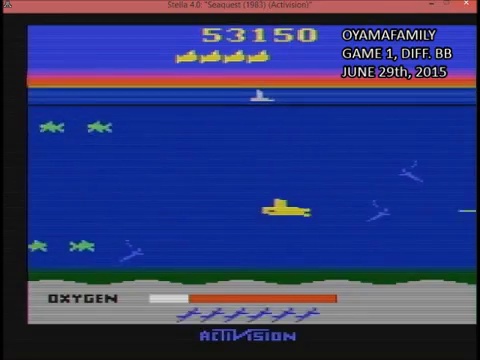 Stella 4.0: "Seaquest (1983) (Activision)"
53150
OYAMAFAMILY
GAME 1, DIFF. BB
JUNE 29th, 2015
OXYGEN
ACTIVISION